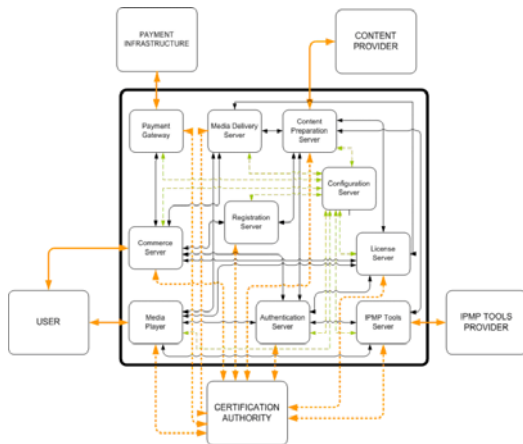 PAYMENT
INFRASTRUCTURE
CONTENT
PROVIDER
Payment
Gateway
Media Delivery
Server
Content
Preparation
Server
Configuration
Server
Registration
Server
Commerce
Server
License
Server
USER
Media
Player
Authentication
Server
IPMP Tools
Server
IPMP TOOLS
PROVIDER
CERTIFICATION
AUTHORITY